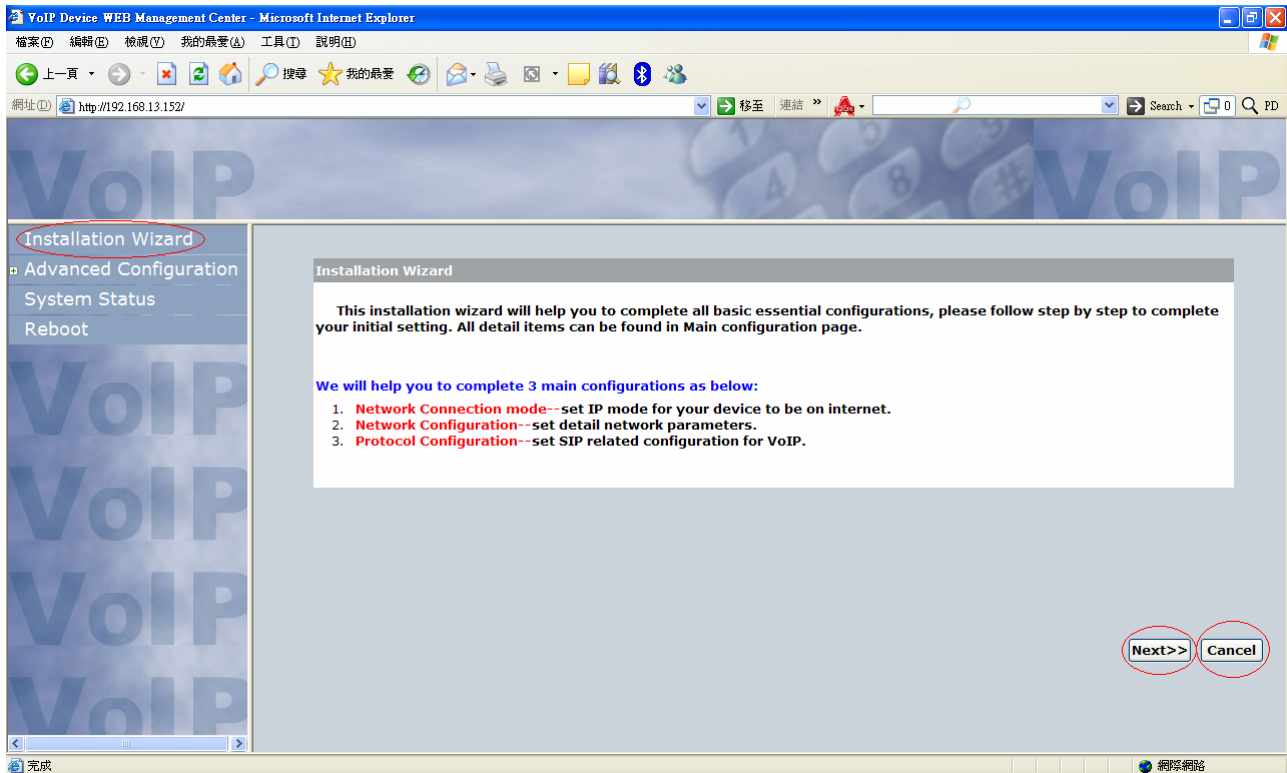 VoIP Device WEB Management Center - Microsoft Internet Explorer
檔案(F) 編輯(E) 檢視(V) 我的最愛(A) 工具(T) 說明(H)
上一頁 搜尋 我的最愛
網址(D) http://192.168.13.152/ 移至 連結 » Search 0 PD
VoIP VoIP
Installation Wizard
Advanced Configuration
System Status
Reboot
VoIP
VoIP
VoIP
VoIP
Installation Wizard
This installation wizard will help you to complete all basic essential configurations, please follow step by step to complete
your initial setting. All detail items can be found in Main configuration page.
We will help you to complete 3 main configurations as below:
1. Network Connection mode--set IP mode for your device to be on internet.
2. Network Configuration--set detail network parameters.
3. Protocol Configuration--set SIP related configuration for VoIP.
Next>> Cancel
完成 網際網路